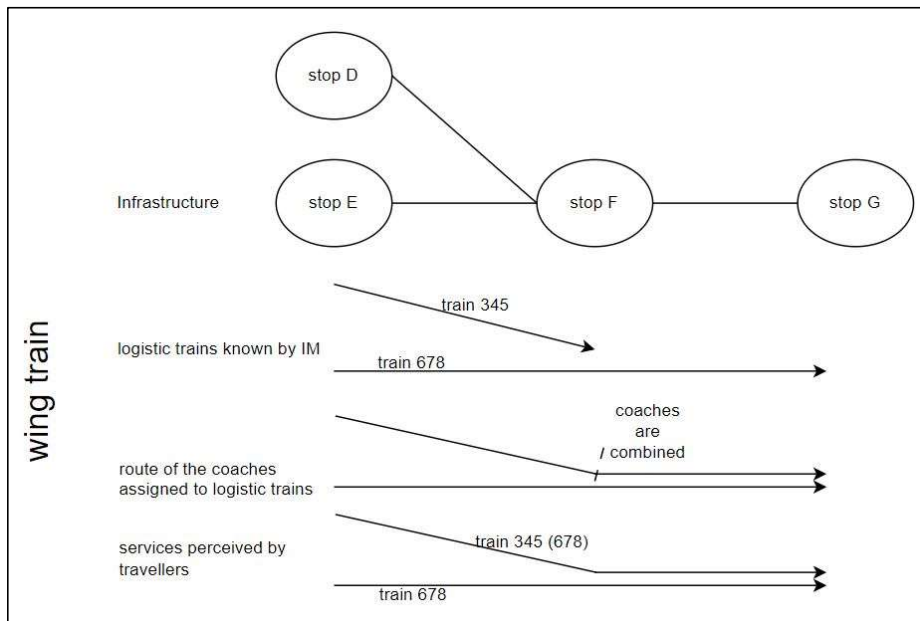 stop D
Infrastructure
stop E
stop F
stop G
wing train
train 345
logistic trains known by IM
train 678
coaches
are
combined
route of the coaches
assigned to logistic trains
services perceived by
travellers
train 345 (678)
train 678